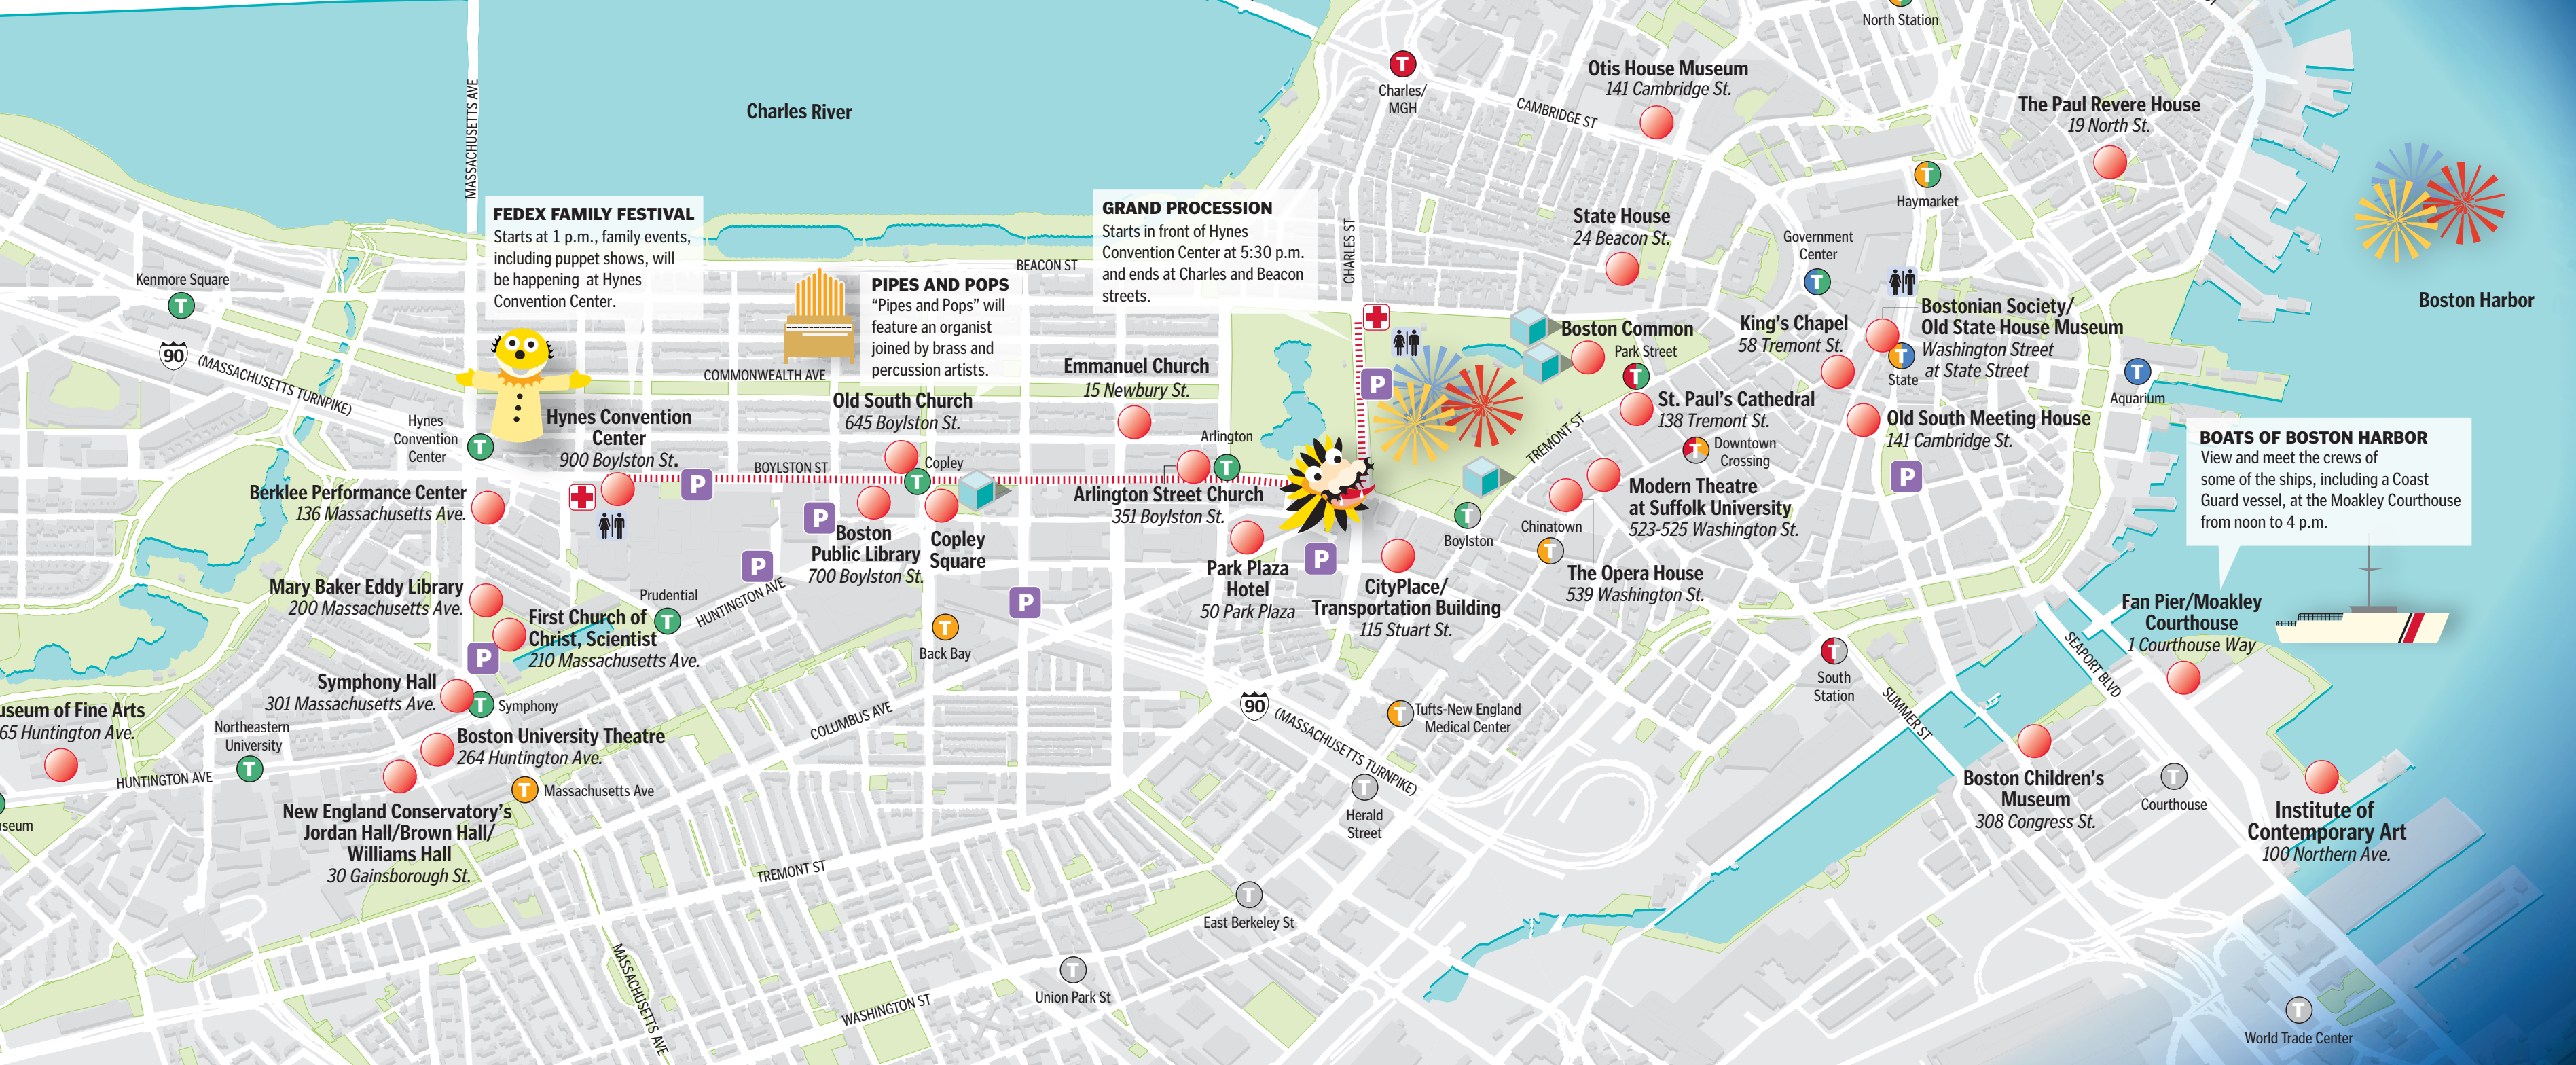 North Station
Charles/
MGH
Otis House Museum
141 Cambridge St.
CAMBRIDGE ST
The Paul Revere House
19 North St.
Charles River
MASSACHUSETTS AVE
Haymarket
FEDEX FAMILY FESTIVAL
Starts at 1 p.m., family events,
including puppet shows, will
be happening at Hynes
Convention Center.
GRAND PROCESSION
Starts in front of Hynes
Convention Center at 5:30 p.m.
and ends at Charles and Beacon
streets.
CHARLES ST
State House
24 Beacon St.
Government
Center
BEACON ST
Kenmore Square
T
90
(MASSACHUSETTS TURNPIKE)
PIPES AND POPS
“Pipes and Pops” will
feature an organist
joined by brass and
percussion artists.
Boston Harbor
Bostonian Society/
Old State House Museum
Washington Street
at State Street
State
King's Chapel
58 Tremont St.
Boston Common
Park Street
Aquarium
COMMONWEALTH AVE
Emmanuel Church
15 Newbury St.
Old South Church
645 Boylston St.
St. Paul's Cathedral
138 Tremont St.
Old South Meeting House
141 Cambridge St.
TREMONT ST
Downtown
Crossing
Hynes
Convention
Center
Hynes Convention
Center
900 Boylston St.
P
BOYLSTON ST
Copley
Arlington
BOATS OF BOSTON HARBOR
View and meet the crews of
some of the ships, including a Coast
Guard vessel, at the Moakley Courthouse
from noon to 4 p.m.
Berklee Performance Center
136 Massachusetts Ave.
Arlington Street Church
351 Boylston St.
Modern Theatre
at Suffolk University
523-525 Washington St.
Chinatown
Boylston
Boston
Public Library
700 Boylston St.
Copley
Square
Park Plaza
Hotel
50 Park Plaza
CityPlace/
Transportation Building
115 Stuart St.
The Opera House
539 Washington St.
Mary Baker Eddy Library
200 Massachusetts Ave.
Prudential
HUNTINGTON AVE
First Church of
Christ, Scientist
210 Massachusetts Ave.
Back Bay
Fan Pier/Moakley
Courthouse
1 Courthouse Way
SEAPORT BLVD
South
Station
SUMMER ST
Symphony Hall
301 Massachusetts Ave.
Symphony
useum of Fine Arts
65 Huntington Ave.
Northeastern
University
HUNTINGTON AVE
Boston University Theatre
264 Huntington Ave.
COLUMBUS AVE
90
(MASSACHUSETTS TURNPIKE)
Tufts-New England
Medical Center
Massachusetts Ave
Herald
Street
Boston Children's
Museum
308 Congress St.
Courthouse
Institute of
Contemporary Art
100 Northern Ave.
useum
New England Conservatory's
Jordan Hall/Brown Hall/
Williams Hall
30 Gainsborough St.
TREMONT ST
East Berkeley St
MASSACHUSETTS AVE
Union Park St
WASHINGTON ST
World Trade Center